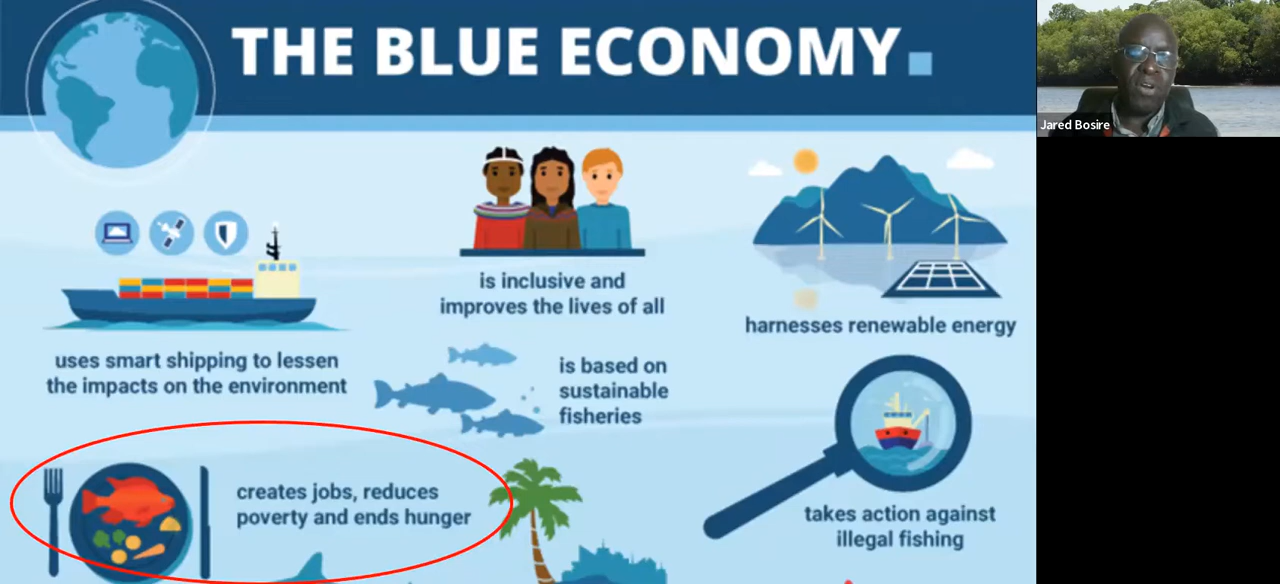 THE BLUE ECONOMY.
Jared Bosire
is inclusive and
improves the lives of all
harnesses renewable energy
uses smart shipping to lessen
the impacts on the environment
is based on
sustainable
fisheries
creates jobs, reduces
poverty and ends hunger
takes action against
illegal fishing